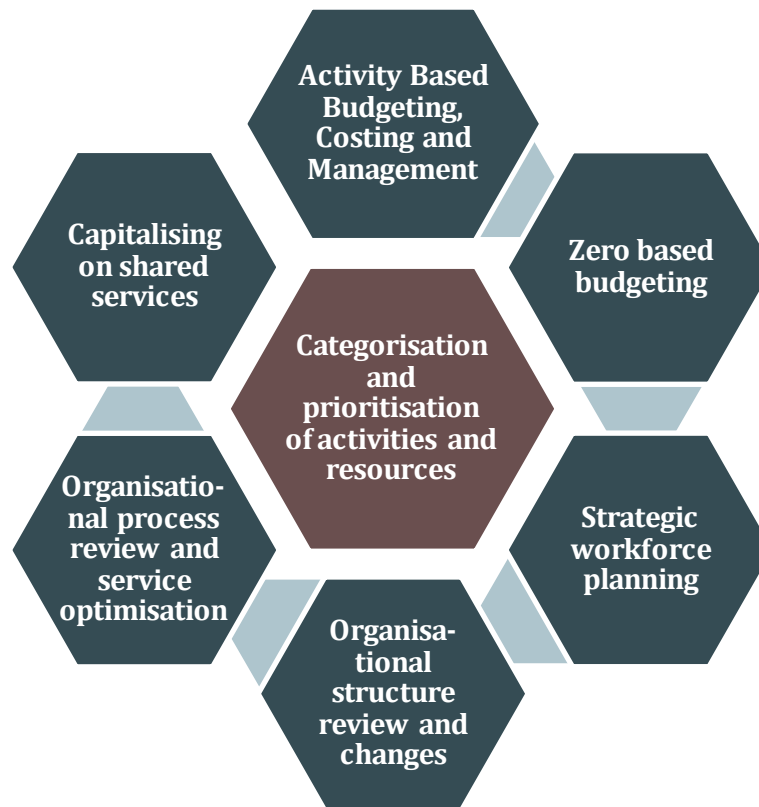 Activity Based
Budgeting,
Costing and
Management
Capitalising
on shared
services
Zero based
budgeting
Categorisation
and
prioritisation
of activities and
resources
Organisatio-
nal process
review and
service
optimisation
Strategic
workforce
planning
Organisa-
tional
structure
review and
changes